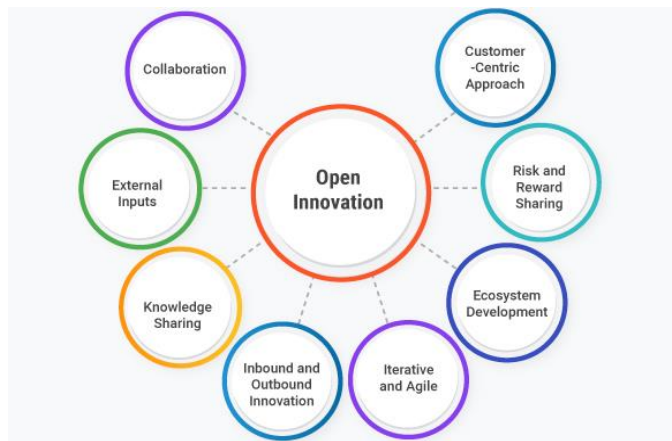 Collaboration
Customer
-Centric
Approach
External
Inputs
Open
Innovation
Risk and
Reward
Sharing
Knowledge
Sharing
Ecosystem
Development
Inbound and
Outbound
Innovation
Iterative
and Agile